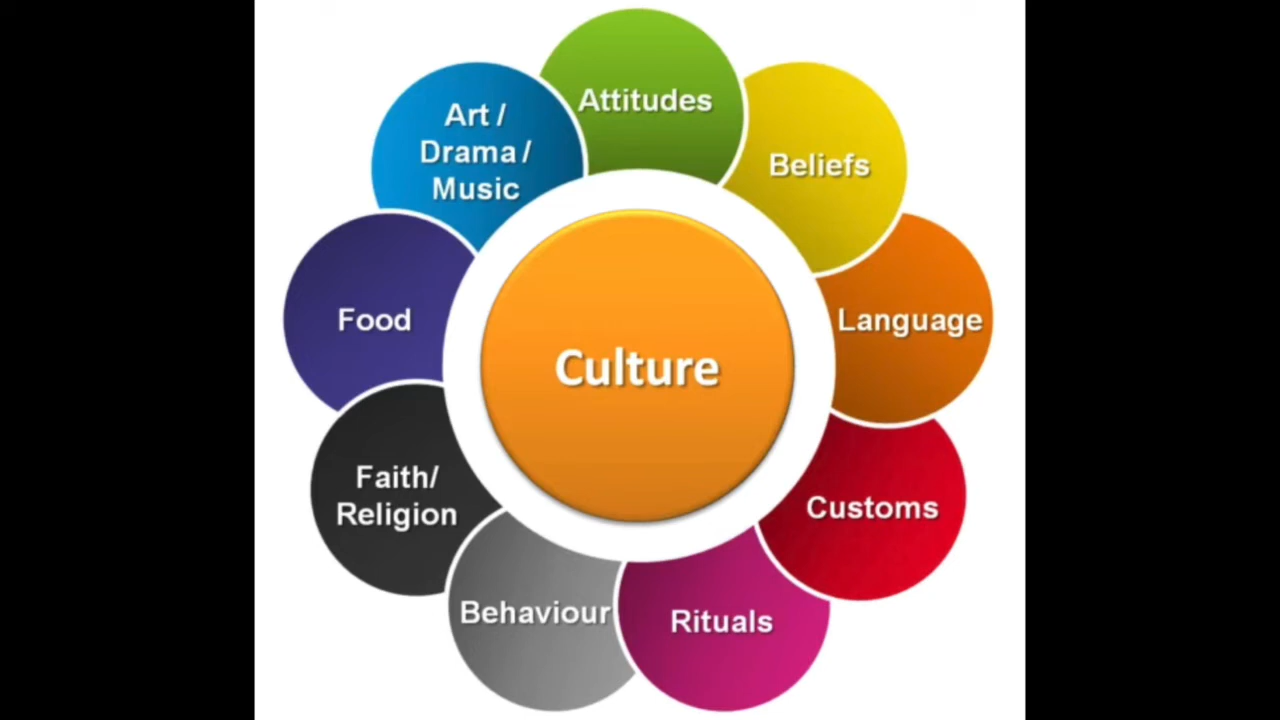 Attitudes
Art /
Drama /
Music
Beliefs
Food
Language
Culture
Faith/
Religion
Customs
Behaviour
Rituals